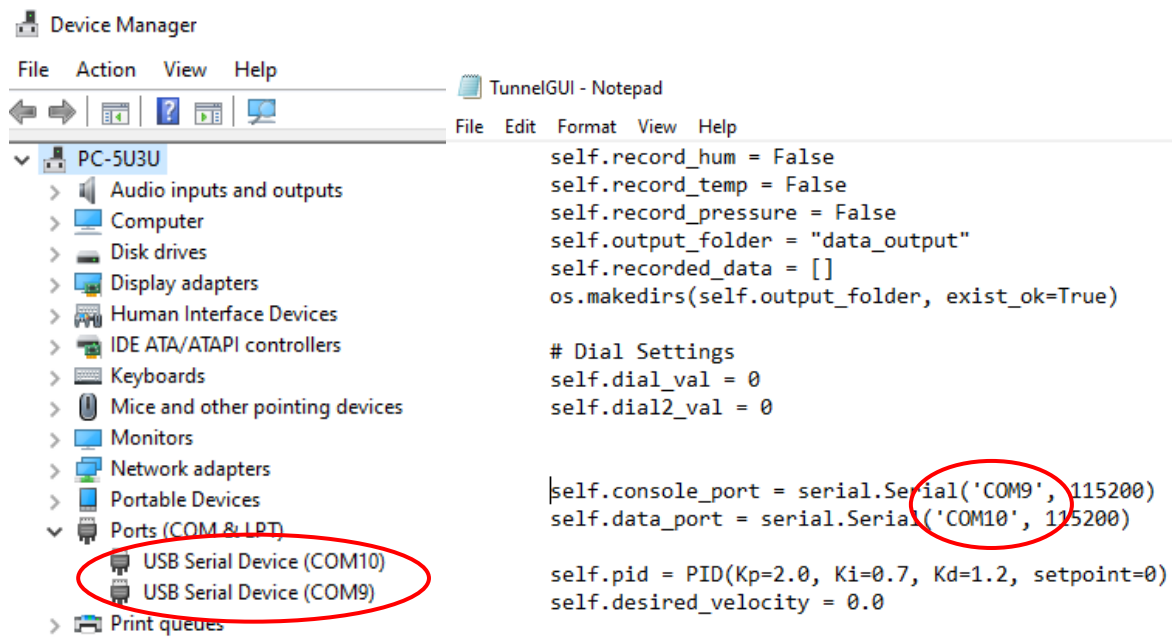 Device Manager
File Action View Help
PC-5U3U
Audio inputs and outputs
Computer
Disk drives
Display adapters
Human Interface Devices
IDE ATA/ATAPI controllers
Keyboards
Mice and other pointing devices
Monitors
Network adapters
Portable Devices
Ports (COM & LPT)
USB Serial Device (COM10)
USB Serial Device (COM9)
Print queues
TunnelGUI - Notepad
File Edit Format View Help
self.record_hum = False
self.record_temp = False
self.record_pressure = False
self.output_folder = "data_output"
self.recorded_data = []
os.makedirs(self.output_folder, exist_ok=True)
# Dial Settings
self.dial_val = 0
self.dial2_val = 0
self.console_port = serial.Serial('COM9', 115200)
self.data_port = serial.Serial('COM10', 115200)
self.pid = PID(Kp=2.0, Ki=0.7, Kd=1.2, setpoint=0)
self.desired_velocity = 0.0